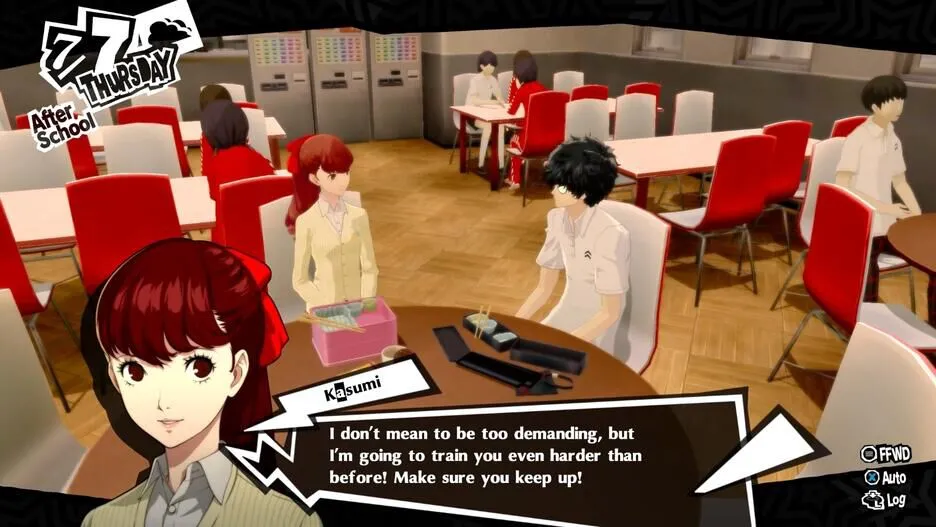 7/7
THURSDAY
After
School
Kasumi
I don't mean to be too demanding, but
I'm going to train you even harder than
before! Make sure you keep up!
FFWD
Auto
Log